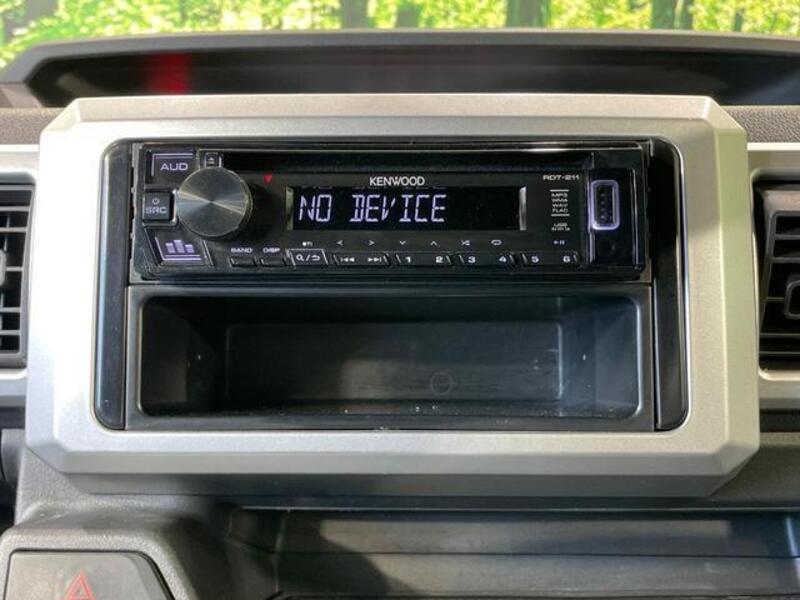 AUD
KENWOOD
RDT-211
SRC
NO DEVICE
MP3
WMA
WAV
FLAC
USB
BAND DISP
1 2 3 4 5 6